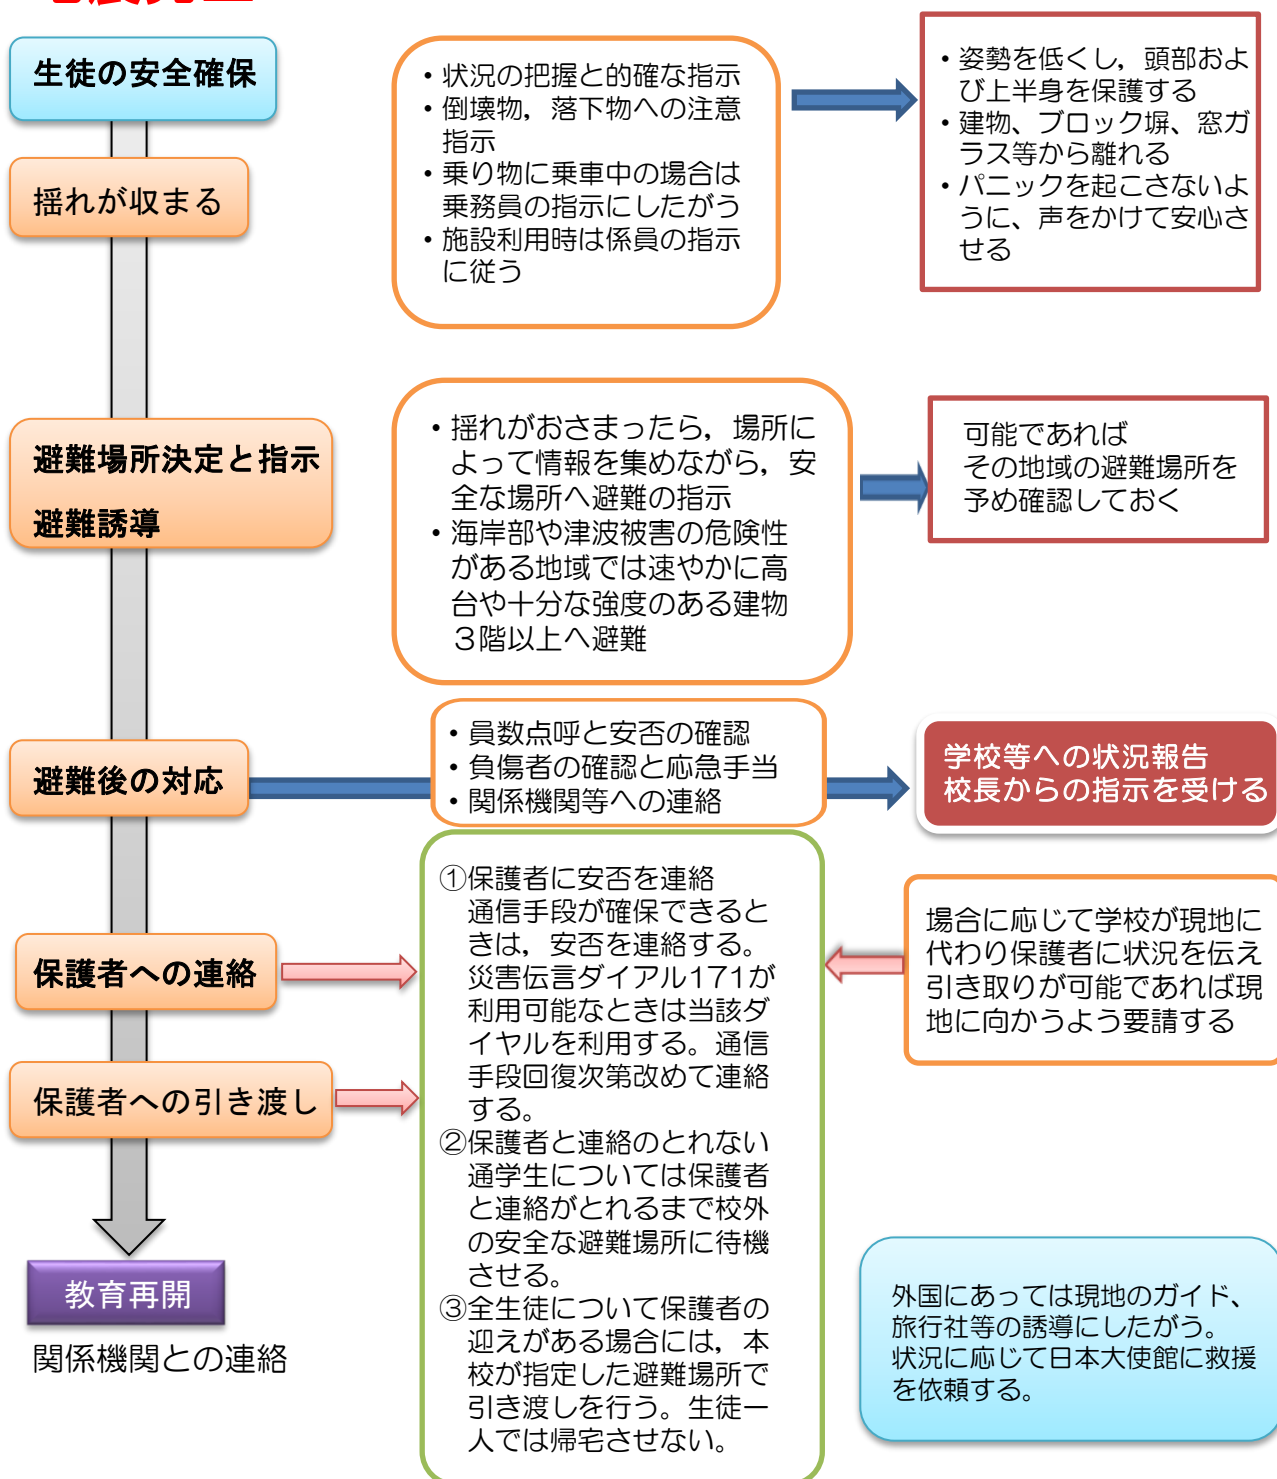 生徒の安全確保
・状況の把握と的確な指示
・倒壊物，落下物への注意
指示
・乗り物に乗車中の場合は
乗務員の指示にしたがう
・施設利用時は係員の指示
に従う
・姿勢を低くし，頭部およ
び上半身を保護する
・建物、ブロック塀、窓ガ
ラス等から離れる
・パニックを起こさないよ
うに、声をかけて安心さ
せる
揺れが収まる
避難場所決定と指示
避難誘導
・揺れがおさまったら，場所に
よって情報を集めながら，安
全な場所へ避難の指示
・海岸部や津波被害の危険性
がある地域では速やかに高
台や十分な強度のある建物
３階以上へ避難
可能であれば
その地域の避難場所を
予め確認しておく
避難後の対応
・員数点呼と安否の確認
・負傷者の確認と応急手当
・関係機関等への連絡
学校等への状況報告
校長からの指示を受ける
保護者への連絡
保護者への引き渡し
①保護者に安否を連絡
通信手段が確保できると
きは，安否を連絡する。
災害伝言ダイアル171が
利用可能なときは当該ダ
イヤルを利用する。通信
手段回復次第改めて連絡
する。
②保護者と連絡のとれない
通学生については保護者
と連絡がとれるまで校外
の安全な避難場所に待機
させる。
③全生徒について保護者の
迎えがある場合には，本
校が指定した避難場所で
引き渡しを行う。生徒一
人では帰宅させない。
場合に応じて学校が現地に
代わり保護者に状況を伝え
引き取りが可能であれば現
地に向かうよう要請する
教育再開
関係機関との連絡
外国にあっては現地のガイド、
旅行社等の誘導にしたがう。
状況に応じて日本大使館に救援
を依頼する。